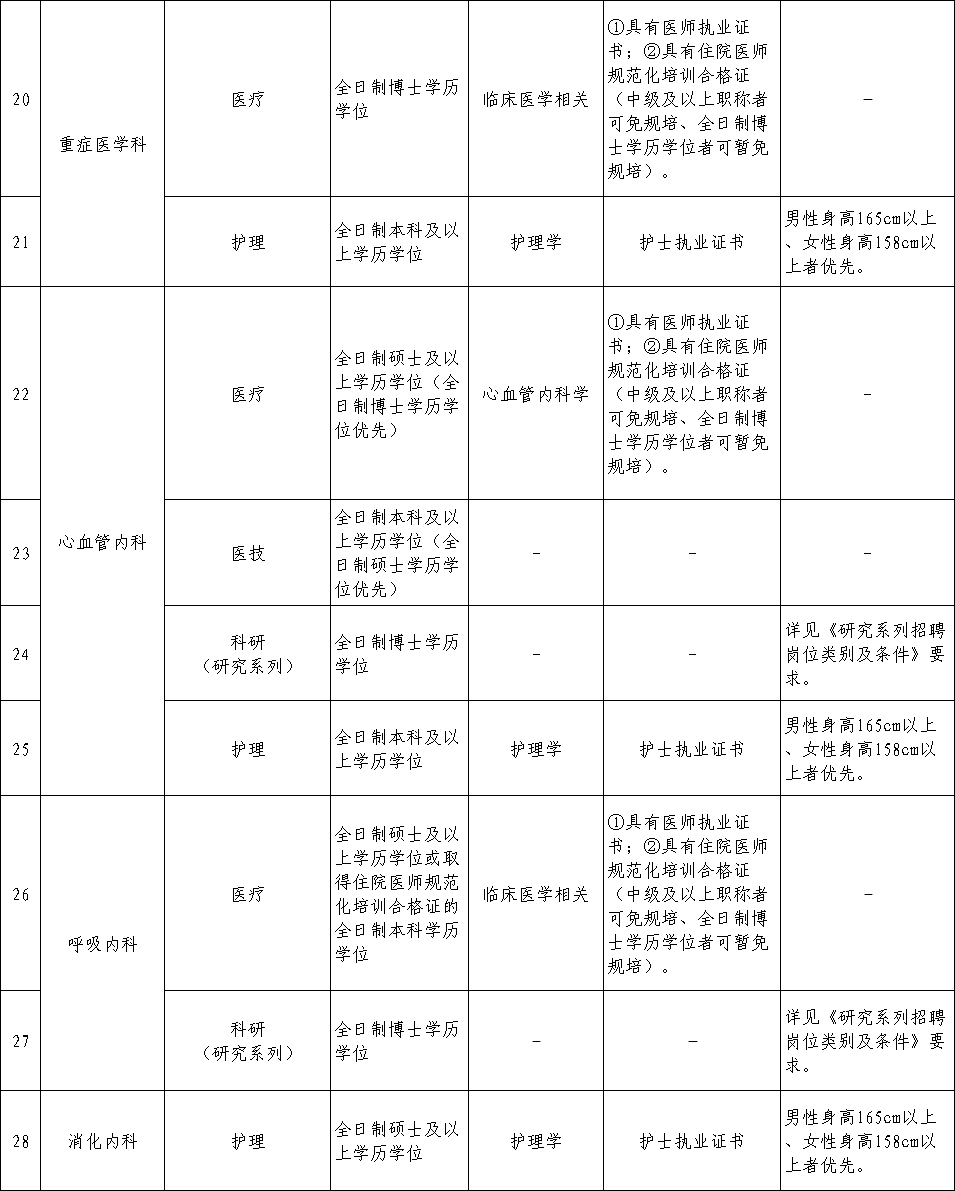 20
重症医学科
医疗
全日制博士学历
学位
临床医学相关
①具有医师执业证
书；②具有住院医师
规范化培训合格证
（中级及以上职称者
可免规培、全日制博
士学历学位者可暂免
规培）。
-
21
护理
全日制本科及以
上学历学位
护理学
护士执业证书
男性身高165cm以上
、女性身高158cm以
上者优先。
22
心血管内科
医疗
全日制硕士及以
上学历学位（全
日制博士学历学
位优先）
心血管内科学
①具有医师执业证
书；②具有住院医师
规范化培训合格证
（中级及以上职称者
可免规培、全日制博
士学历学位者可暂免
规培）。
-
23
医技
全日制本科及以
上学历学位（全
日制硕士学历学
位优先）
-
-
-
24
科研
（研究系列）
全日制博士学历
学位
-
-
详见《研究系列招聘
岗位类别及条件》要
求。
25
护理
全日制本科及以
上学历学位
护理学
护士执业证书
男性身高165cm以上
、女性身高158cm以
上者优先。
26
呼吸内科
医疗
全日制硕士及以
上学历学位或取
得住院医师规范
化培训合格证的
全日制本科学历
学位
临床医学相关
①具有医师执业证
书；②具有住院医师
规范化培训合格证
（中级及以上职称者
可免规培、全日制博
士学历学位者可暂免
规培）。
-
27
科研
（研究系列）
全日制博士学历
学位
-
-
详见《研究系列招聘
岗位类别及条件》要
求。
28
消化内科
护理
全日制硕士及以
上学历学位
护理学
护士执业证书
男性身高165cm以上
、女性身高158cm以
上者优先。